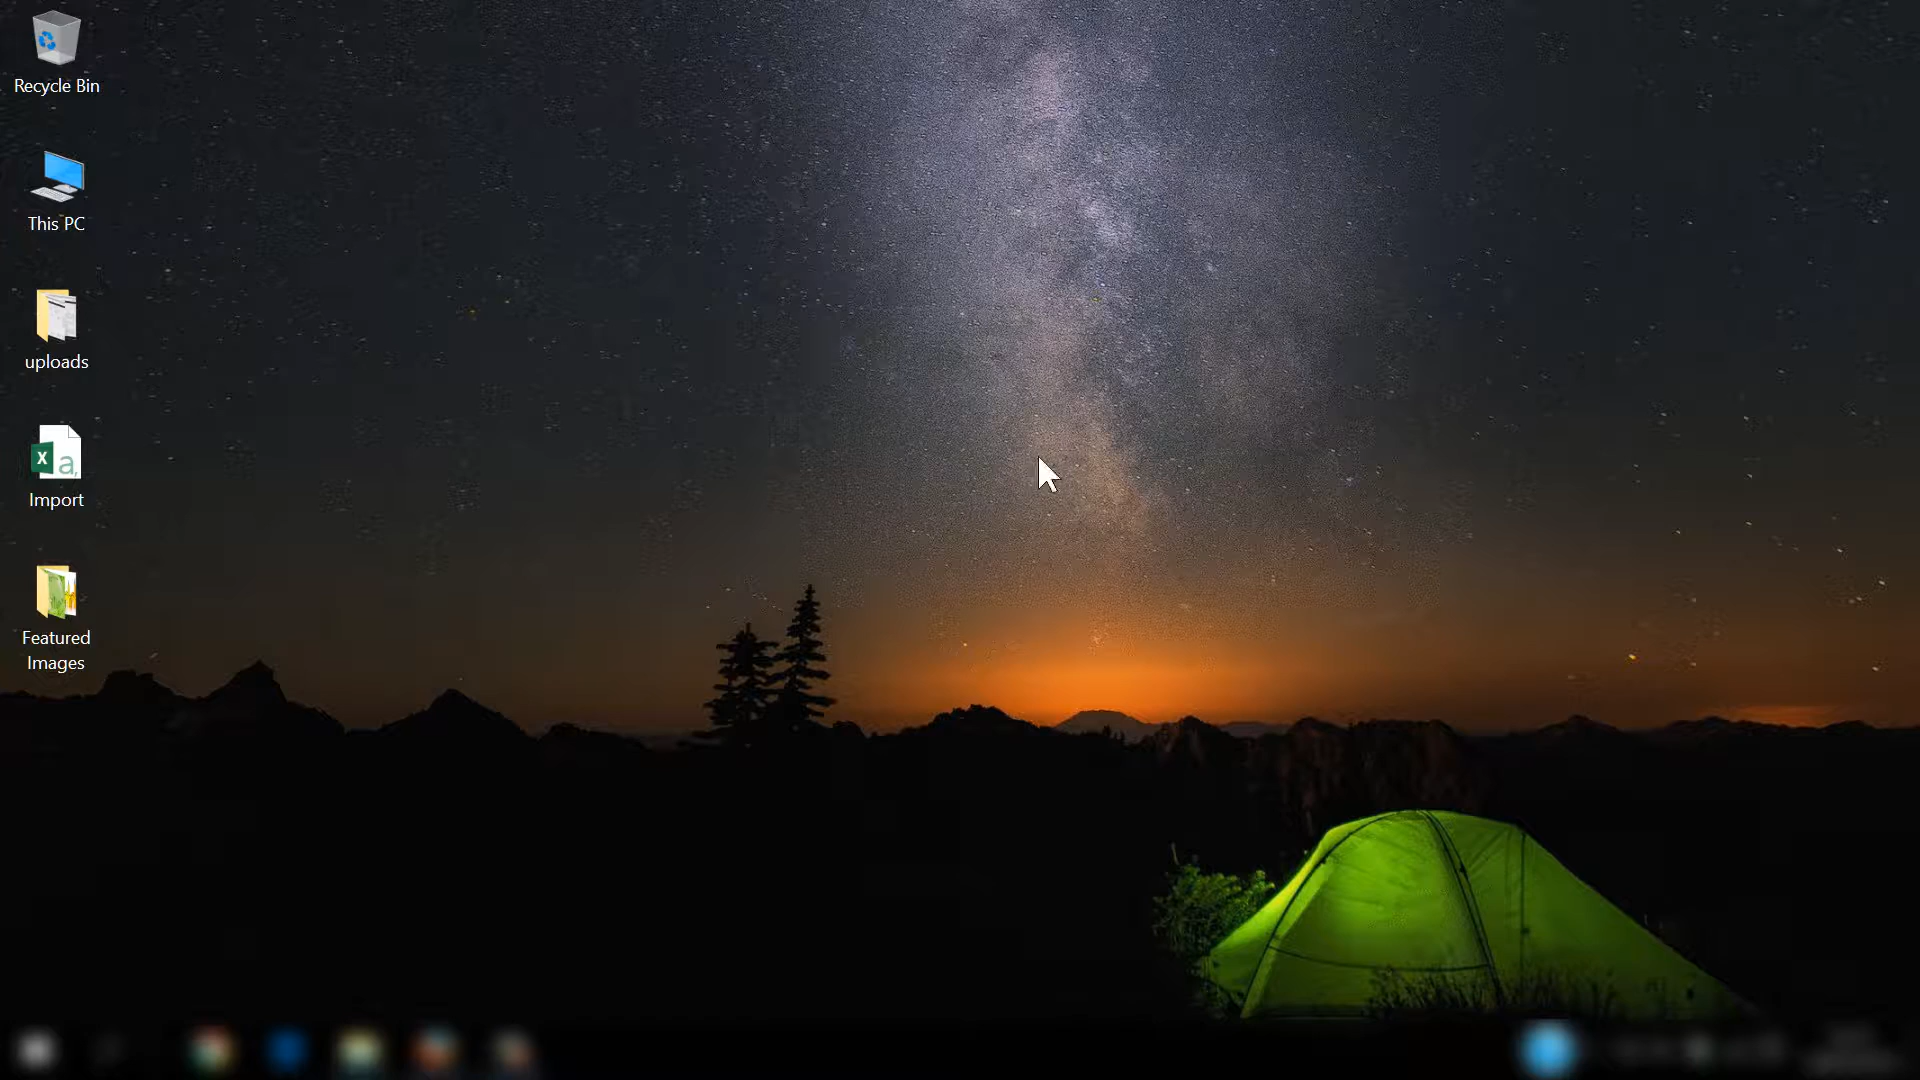 Recycle Bin
This PC
uploads
Import
Featured
Images